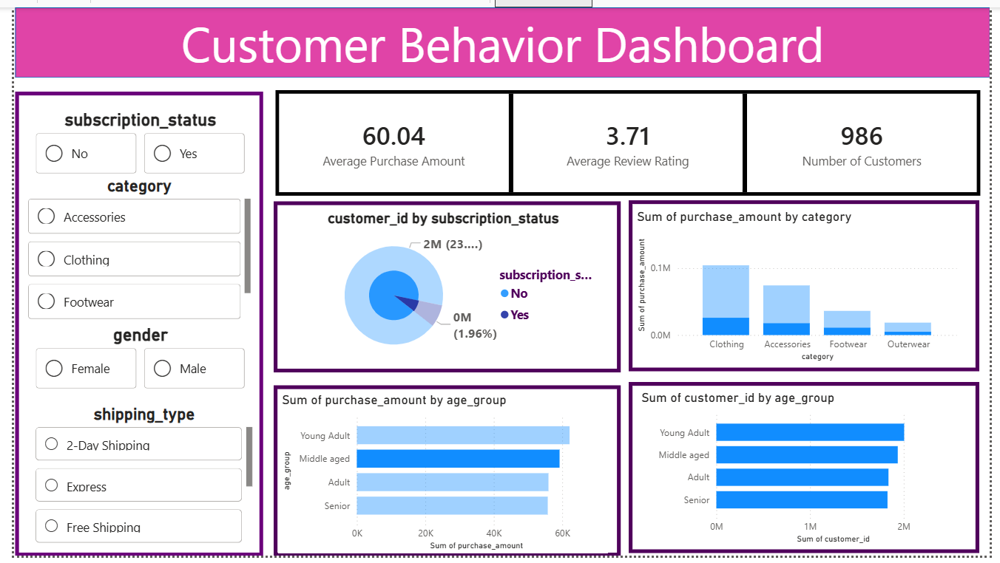 Customer Behavior Dashboard
subscription_status
No
Yes
category
Accessories
Clothing
Footwear
gender
Female
Male
shipping_type
2-Day Shipping
Express
Free Shipping
60.04
Average Purchase Amount
3.71
Average Review Rating
986
Number of Customers
customer_id by subscription_status
2M (23....)
0M
(1.96%)
subscription_s...
No
Yes
Sum of purchase_amount by category
Sum of purchase_amount
0.1M
0.0M
Clothing
Accessories
Footwear
Outerwear
category
Sum of purchase_amount by age_group
age_group
Young Adult
Middle aged
Adult
Senior
0K
20K
40K
60K
Sum of purchase_amount
Sum of customer_id by age_group
Young Adult
Middle aged
Adult
Senior
0M
1M
2M
Sum of customer_id